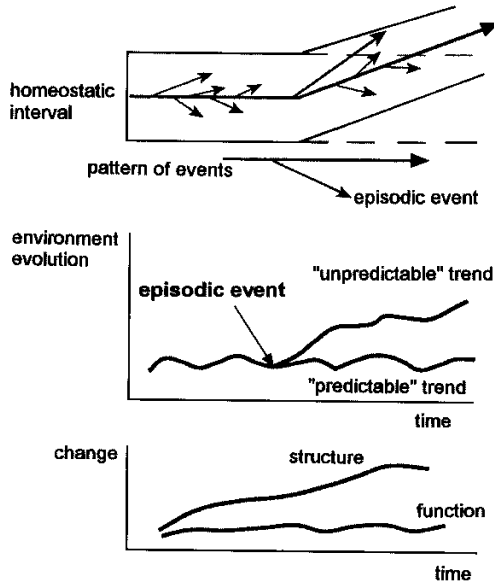 homeostatic
interval
pattern of events
episodic event
environment
evolution
"unpredictable" trend
episodic event
"predictable" trend
time
change
structure
function
time